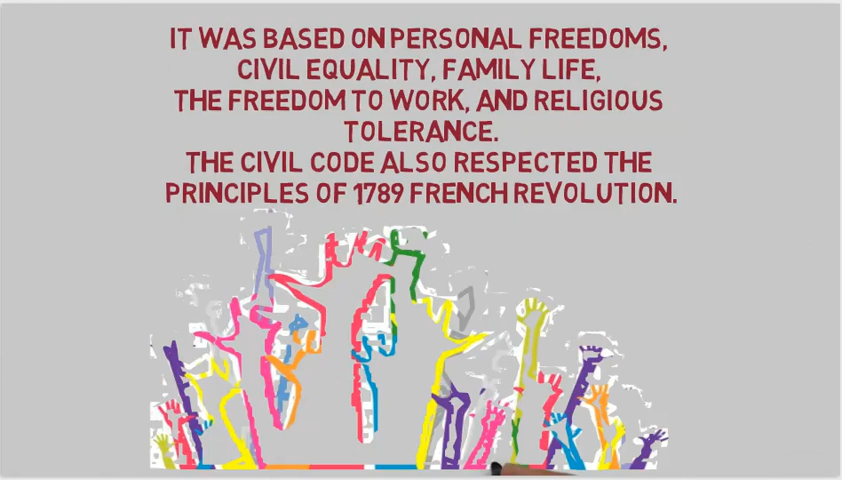 IT WAS BASED ON PERSONAL FREEDOMS,
CIVIL EQUALITY, FAMILY LIFE,
THE FREEDOM TO WORK, AND RELIGIOUS
TOLERANCE.
THE CIVIL CODE ALSO RESPECTED THE
PRINCIPLES OF 1789 FRENCH REVOLUTION.